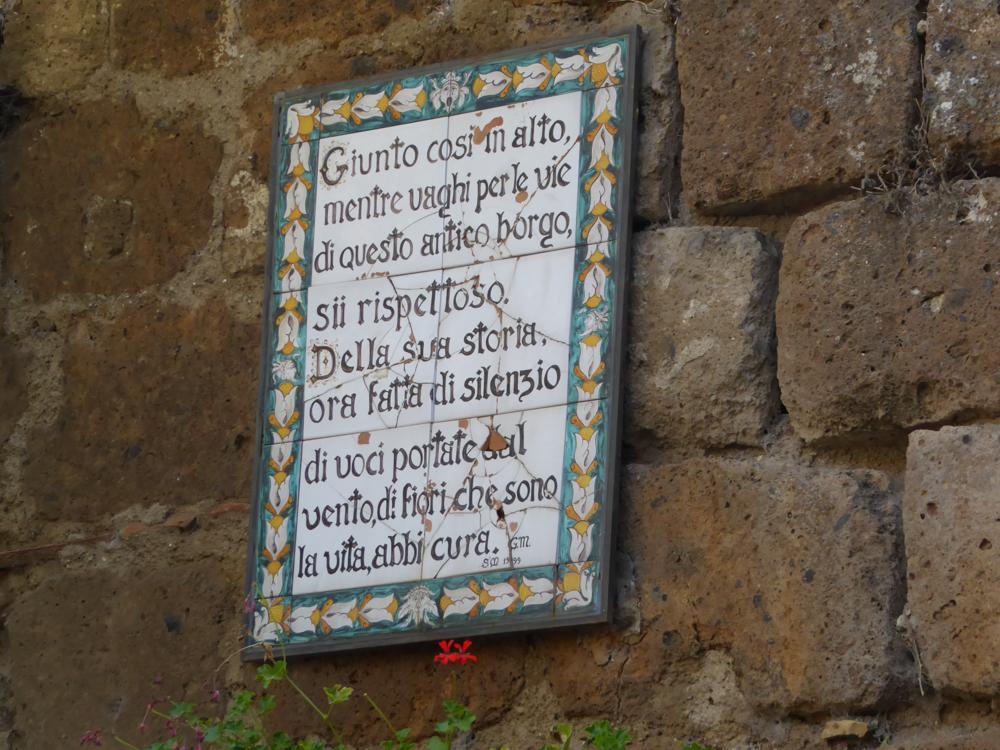 Giunto così in alto,
mentre vaghi per le vie
di questo antico borgo,
sii rispettoso.
Della sua storia,
ora fatta di silenzio
di voci portate dal
vento, di fiori che sono
la vita, abbi cura. G.M.